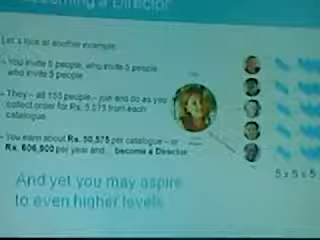 Becoming a Director
Let's look at another example
- You invite 5 people, who invite 5 people
who invite 5 people
- They – all 155 people – join and do as you
collect order for Rs. 5,075 from each
catalogue
- You earn about Rs. 50,575 per catalogue – or
Rs. 606,900 per year and... become a Director
5 x 5 x 5
And yet you may aspire
to even higher levels